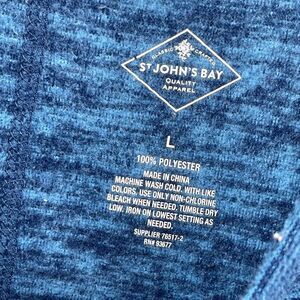 CLASSIC CRAFTED
ST JOHN'S BAY
QUALITY
APPAREL
L
100% POLYESTER
MADE IN CHINA
MACHINE WASH COLD. WITH LIKE
COLORS. USE ONLY NON-CHLORINE
BLEACH WHEN NEEDED. TUMBLE DRY
LOW. IRON ON LOWEST SETTING AS
NEEDED.
SUPPLIER 76517-2
RN# 93677